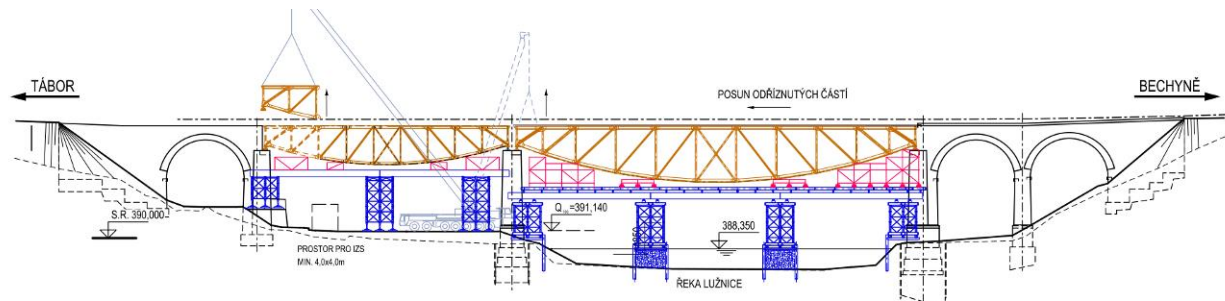 TÁBOR
BECHYNĚ
POSUN ODŘÍZNUTÝCH ČÁSTÍ
S.R. 390,000
Q =391,140
388,350
PROSTOR PRO IZS
MIN. 4,0x4,0m
ŘEKA LUŽNICE